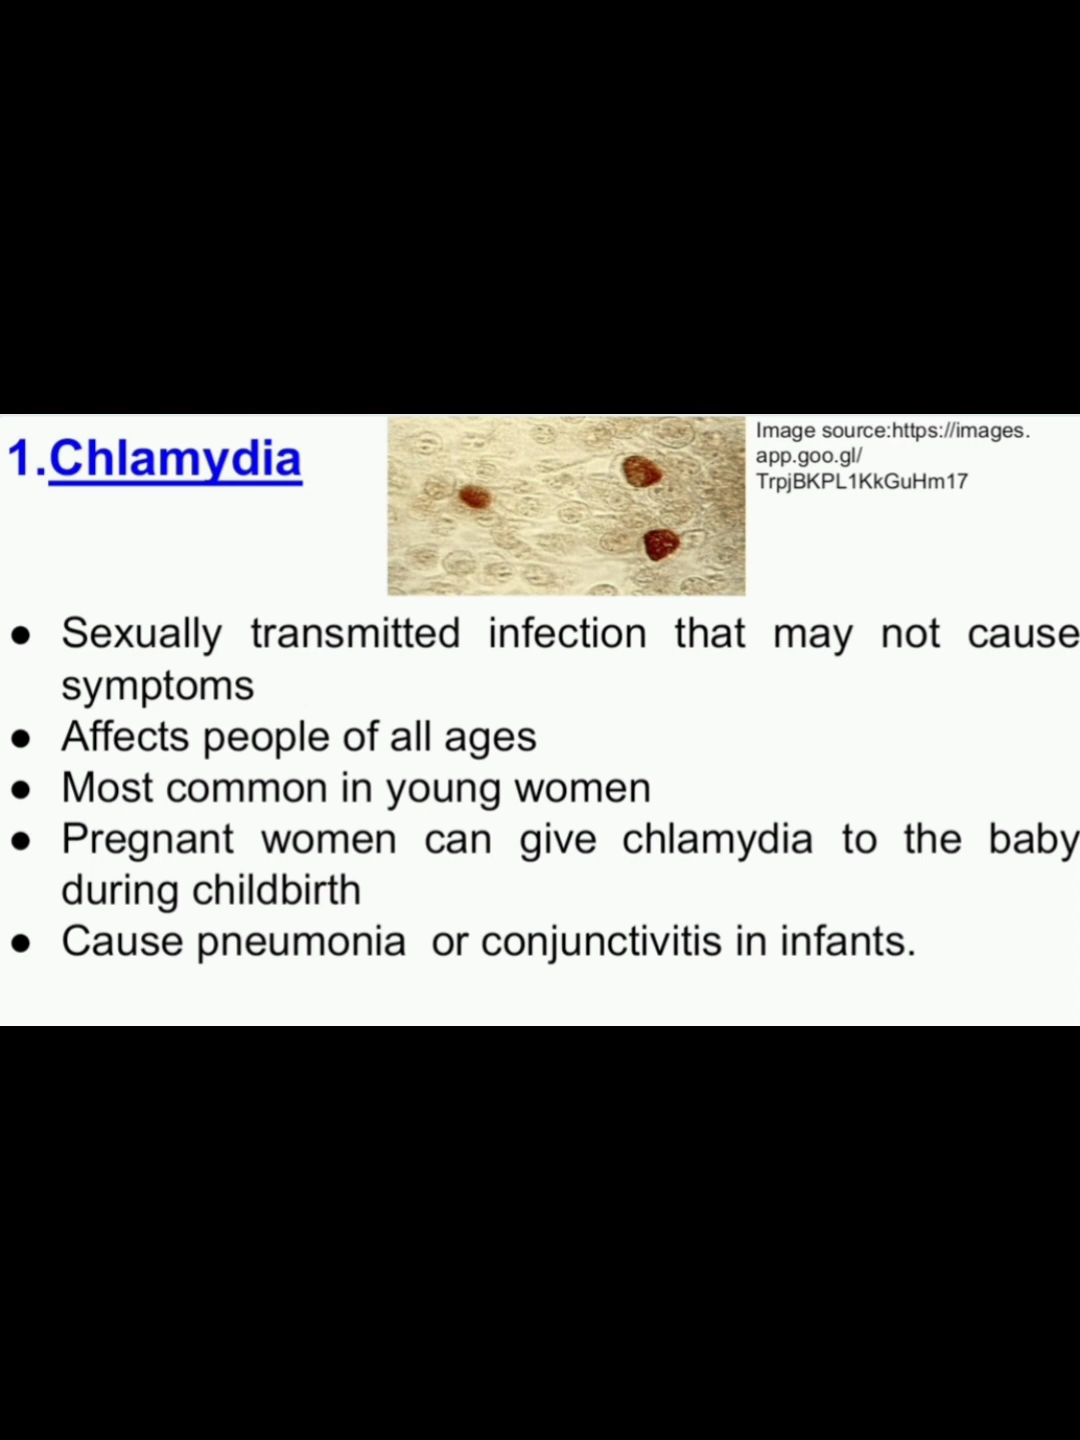 1.Chlamydia
Image source:https://images.
app.goo.gl/
TrpjBKPL1KkGuHm17
● Sexually transmitted infection that may not cause
symptoms
● Affects people of all ages
● Most common in young women
● Pregnant women can give chlamydia to the baby
during childbirth
● Cause pneumonia or conjunctivitis in infants.